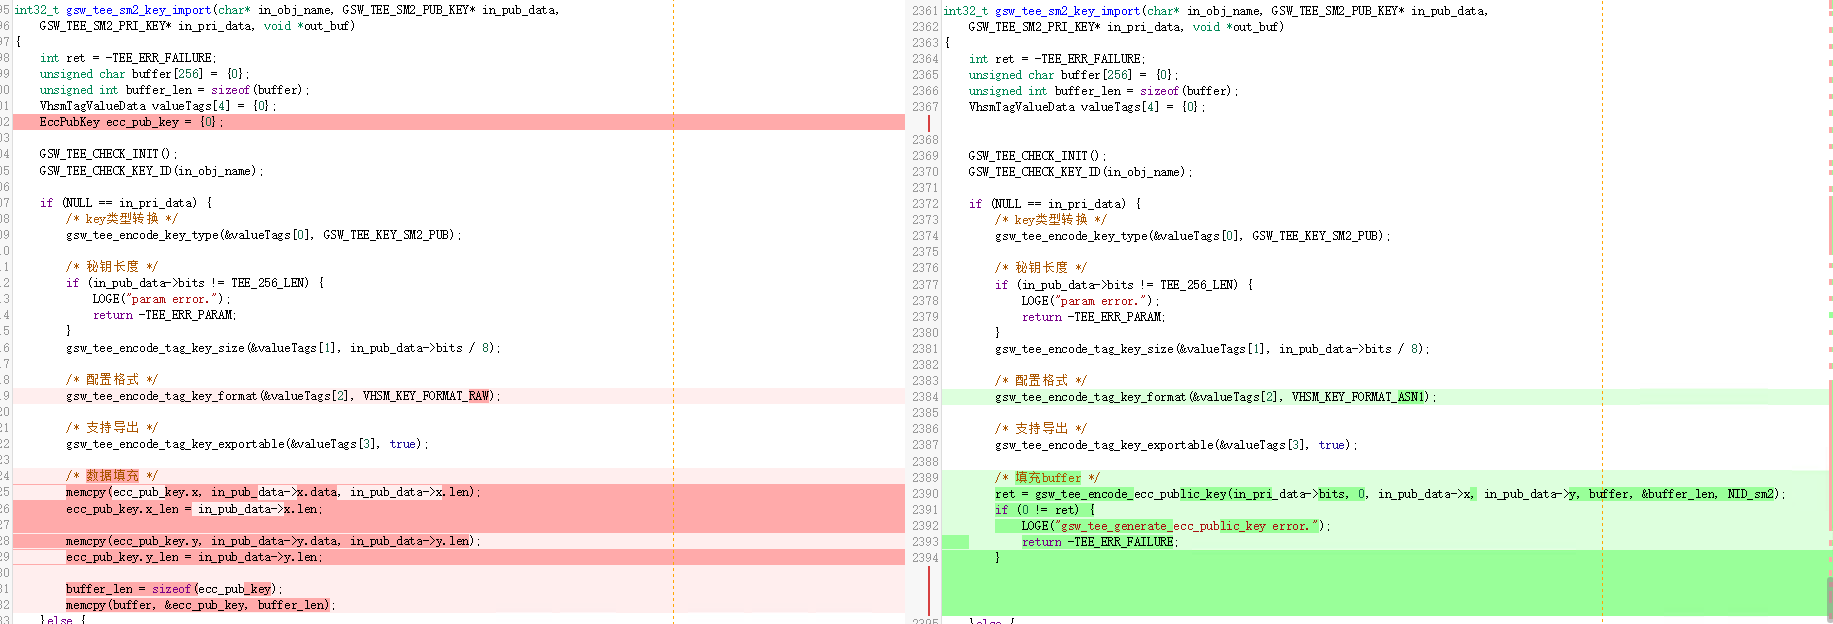 95 int32_t gsw_tee_sm2_key_import(char* in_obj_name, GSW_TEE_SM2_PUB_KEY* in_pub_data,
96 GSW_TEE_SM2_PRI_KEY* in_pri_data, void *out_buf)
97 {
98 int ret = -TEE_ERR_FAILURE;
99 unsigned char buffer[256] = {0};
00 unsigned int buffer_len = sizeof(buffer);
01 VhsmTagValueData valueTags[4] = {0};
02 EccPubKey ecc_pub_key = {0};
03
04 GSW_TEE_CHECK_INIT();
05 GSW_TEE_CHECK_KEY_ID(in_obj_name);
06
07 if (NULL == in_pri_data) {
08 /* key类型转换 */
09 gsw_tee_encode_key_type(&valueTags[0], GSW_TEE_KEY_SM2_PUB);
10
11 /* 秘钥长度 */
12 if (in_pub_data->bits != TEE_256_LEN) {
13 LOGE("param error.");
14 return -TEE_ERR_PARAM;
15 }
16 gsw_tee_encode_tag_key_size(&valueTags[1], in_pub_data->bits / 8);
17
18 /* 配置格式 */
19 gsw_tee_encode_tag_key_format(&valueTags[2], VHSM_KEY_FORMAT_RAW);
20
21 /* 支持导出 */
22 gsw_tee_encode_tag_key_exportable(&valueTags[3], true);
23
24 /* 数据填充 */
25 memcpy(ecc_pub_key.x, in_pub_data->x.data, in_pub_data->x.len);
26 ecc_pub_key.x_len = in_pub_data->x.len;
27
28 memcpy(ecc_pub_key.y, in_pub_data->y.data, in_pub_data->y.len);
29 ecc_pub_key.y_len = in_pub_data->y.len;
30
31 buffer_len = sizeof(ecc_pub_key);
32 memcpy(buffer, &ecc_pub_key, buffer_len);
33 }else {
2361 int32_t gsw_tee_sm2_key_import(char* in_obj_name, GSW_TEE_SM2_PUB_KEY* in_pub_data,
2362 GSW_TEE_SM2_PRI_KEY* in_pri_data, void *out_buf)
2363 {
2364 int ret = -TEE_ERR_FAILURE;
2365 unsigned char buffer[256] = {0};
2366 unsigned int buffer_len = sizeof(buffer);
2367 VhsmTagValueData valueTags[4] = {0};
2368
2369 GSW_TEE_CHECK_INIT();
2370 GSW_TEE_CHECK_KEY_ID(in_obj_name);
2371
2372 if (NULL == in_pri_data) {
2373 /* key类型转换 */
2374 gsw_tee_encode_key_type(&valueTags[0], GSW_TEE_KEY_SM2_PUB);
2375
2376 /* 秘钥长度 */
2377 if (in_pub_data->bits != TEE_256_LEN) {
2378 LOGE("param error.");
2379 return -TEE_ERR_PARAM;
2380 }
2381 gsw_tee_encode_tag_key_size(&valueTags[1], in_pub_data->bits / 8);
2382
2383 /* 配置格式 */
2384 gsw_tee_encode_tag_key_format(&valueTags[2], VHSM_KEY_FORMAT_ASN1);
2385
2386 /* 支持导出 */
2387 gsw_tee_encode_tag_key_exportable(&valueTags[3], true);
2388
2389 /* 填充buffer */
2390 ret = gsw_tee_encode_ecc_public_key(in_pri_data->bits, 0, in_pub_data->x, in_pub_data->y, buffer, &buffer_len, NID_sm2);
2391 if (0 != ret) {
2392 LOGE("gsw_tee_generate_ecc_public_key error.");
2393 return -TEE_ERR_FAILURE;
2394 }
2395 }else {